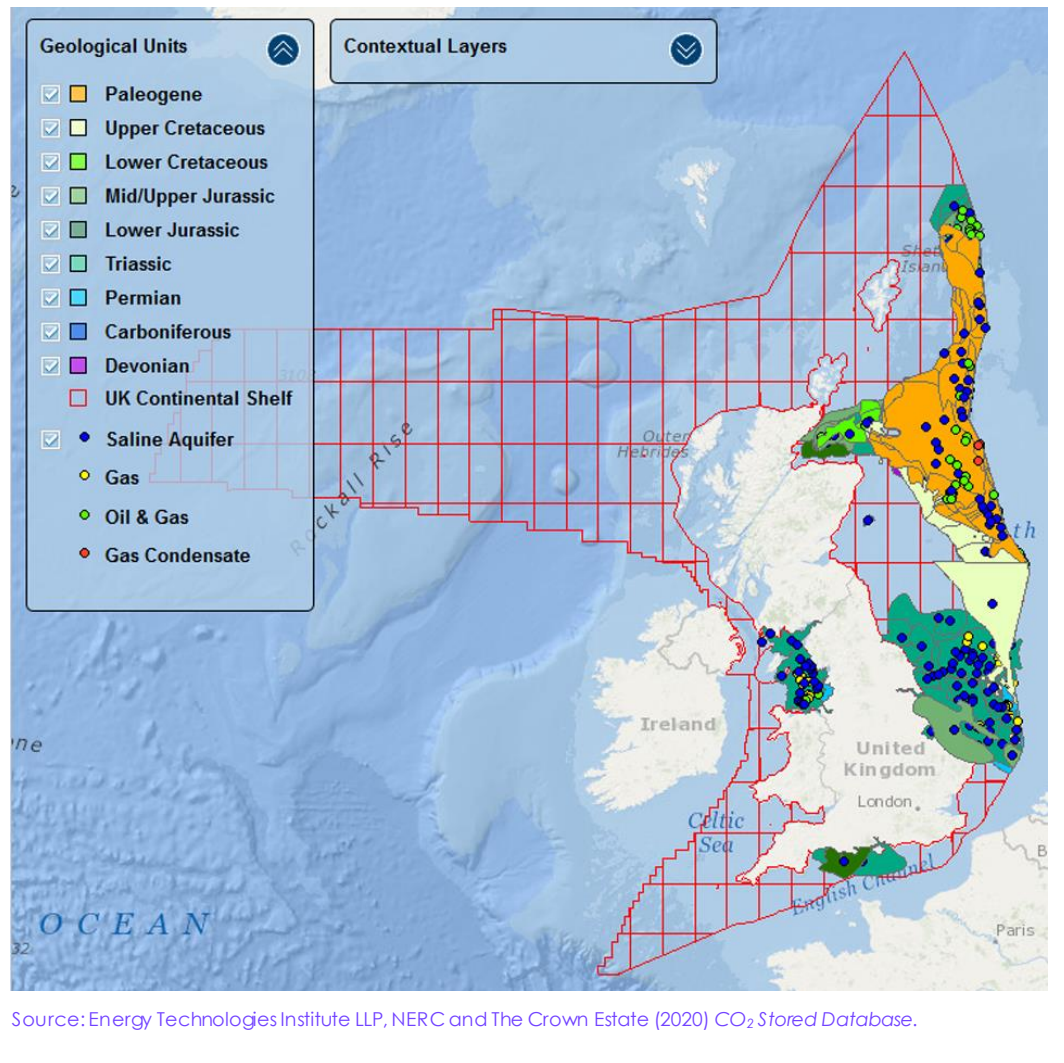 Geological Units
Contextual Layers
Paleogene
Upper Cretaceous
Lower Cretaceous
Mid/Upper Jurassic
Lower Jurassic
Triassic
Permian
Carboniferous
Devonian
UK Continental Shelf
Saline Aquifer
Gas
Oil & Gas
Gas Condensate
Outer
Hebrides
Rockall Rise
Ireland
United
Kingdom
London
Celtic
Sea
English Channel
OCEAN
Paris
Source: Energy Technologies Institute LLP, NERC and The Crown Estate (2020) CO₂ Stored Database.